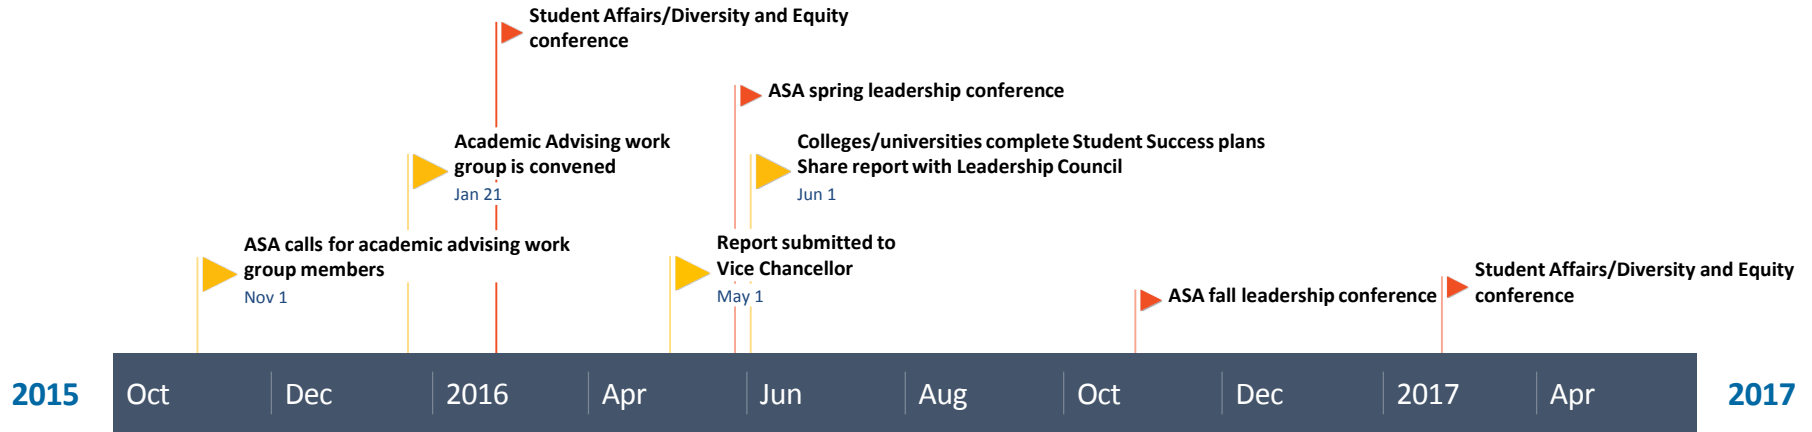 Student Affairs/Diversity and Equity
conference
ASA spring leadership conference
Academic Advising work
group is convened
Jan 21
Colleges/universities complete Student Success plans
Share report with Leadership Council
Jun 1
ASA calls for academic advising work
group members
Nov 1
Report submitted to
Vice Chancellor
May 1
ASA fall leadership conference
Student Affairs/Diversity and Equity
conference
2015 Oct Dec 2016 Apr Jun Aug Oct Dec 2017 Apr 2017